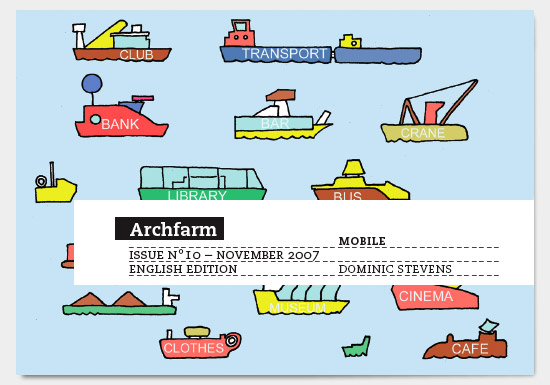 CLUB
TRANSPORT
BANK
BAR
CRANE
LIBRARY
BUS
Archfarm
MOBILE
ISSUE Nº10 – NOVEMBER 2007
ENGLISH EDITION
DOMINIC STEVENS
MUSEUM
CINEMA
CLOTHES
CAFE